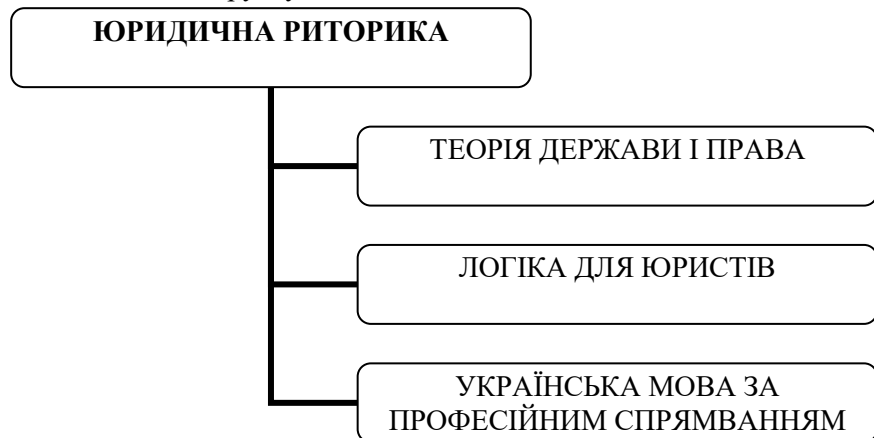 ЮРИДИЧНА РИТОРИКА
ТЕОРІЯ ДЕРЖАВИ І ПРАВА
ЛОГІКА ДЛЯ ЮРИСТІВ
УКРАЇНСЬКА МОВА ЗА
ПРОФЕСІЙНИМ СПРЯМВАННЯМ